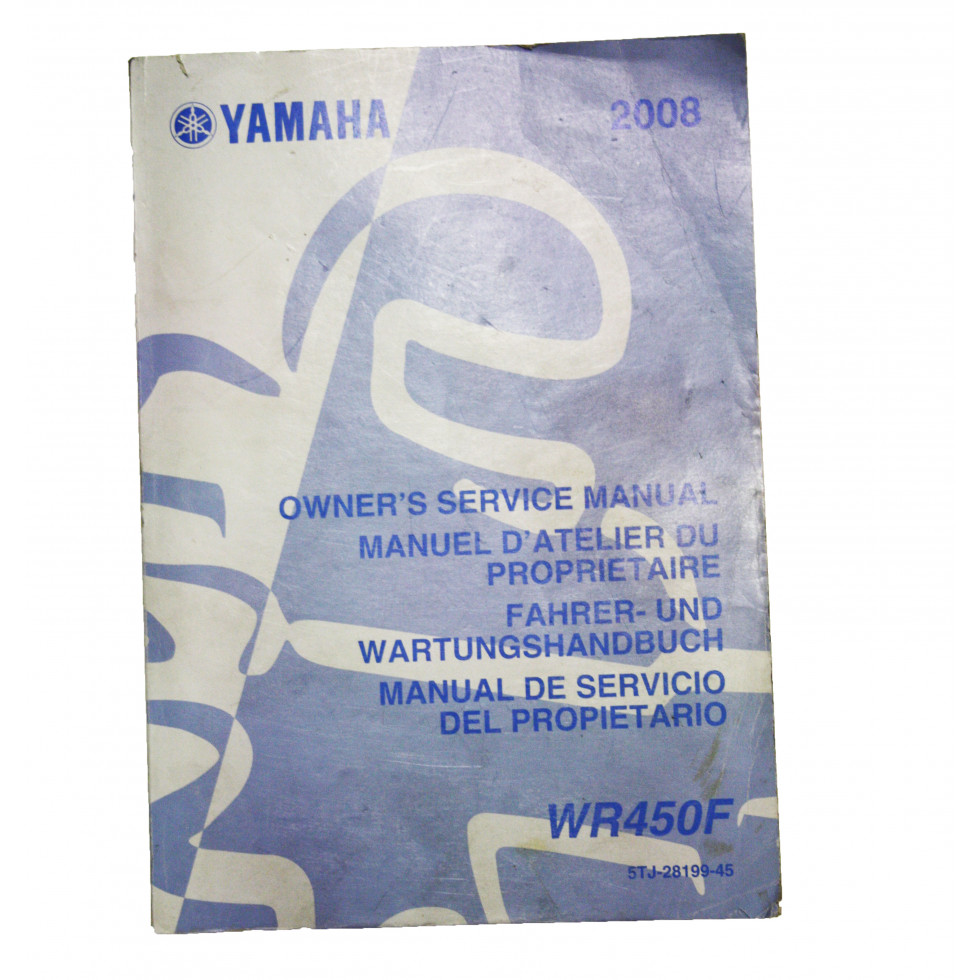 YAMAHA 2008
OWNER'S SERVICE MANUAL
MANUEL D'ATELIER DU
PROPRIETAIRE
FAHRER- UND
WARTUNGSHANDBUCH
MANUAL DE SERVICIO
DEL PROPIETARIO
WR450F
5TJ-28199-45